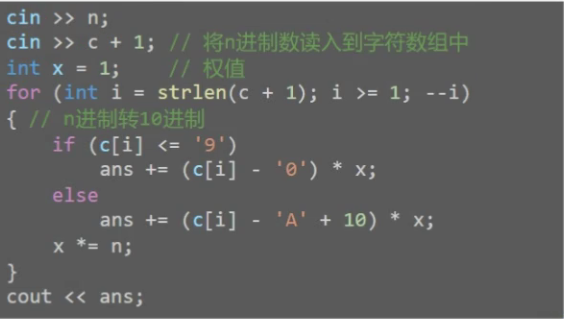 cin >> n;
cin >> c + 1; // 将n进制数读入到字符数组中
int x = 1;    // 权值
for (int i = strlen(c + 1); i >= 1; --i)
{ // n进制转10进制
    if (c[i] <= '9')
        ans += (c[i] - '0') * x;
    else
        ans += (c[i] - 'A' + 10) * x;
    x *= n;
}
cout << ans;